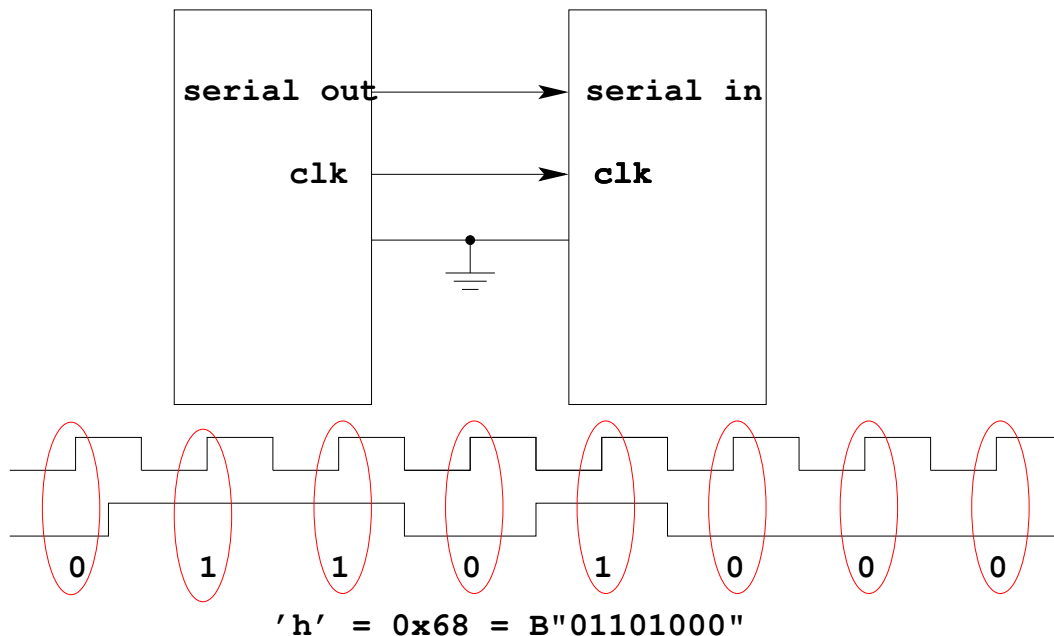 serial out serial in
clk clk
0 1 1 0 1 0 0 0
'h' = 0x68 = B"01101000"